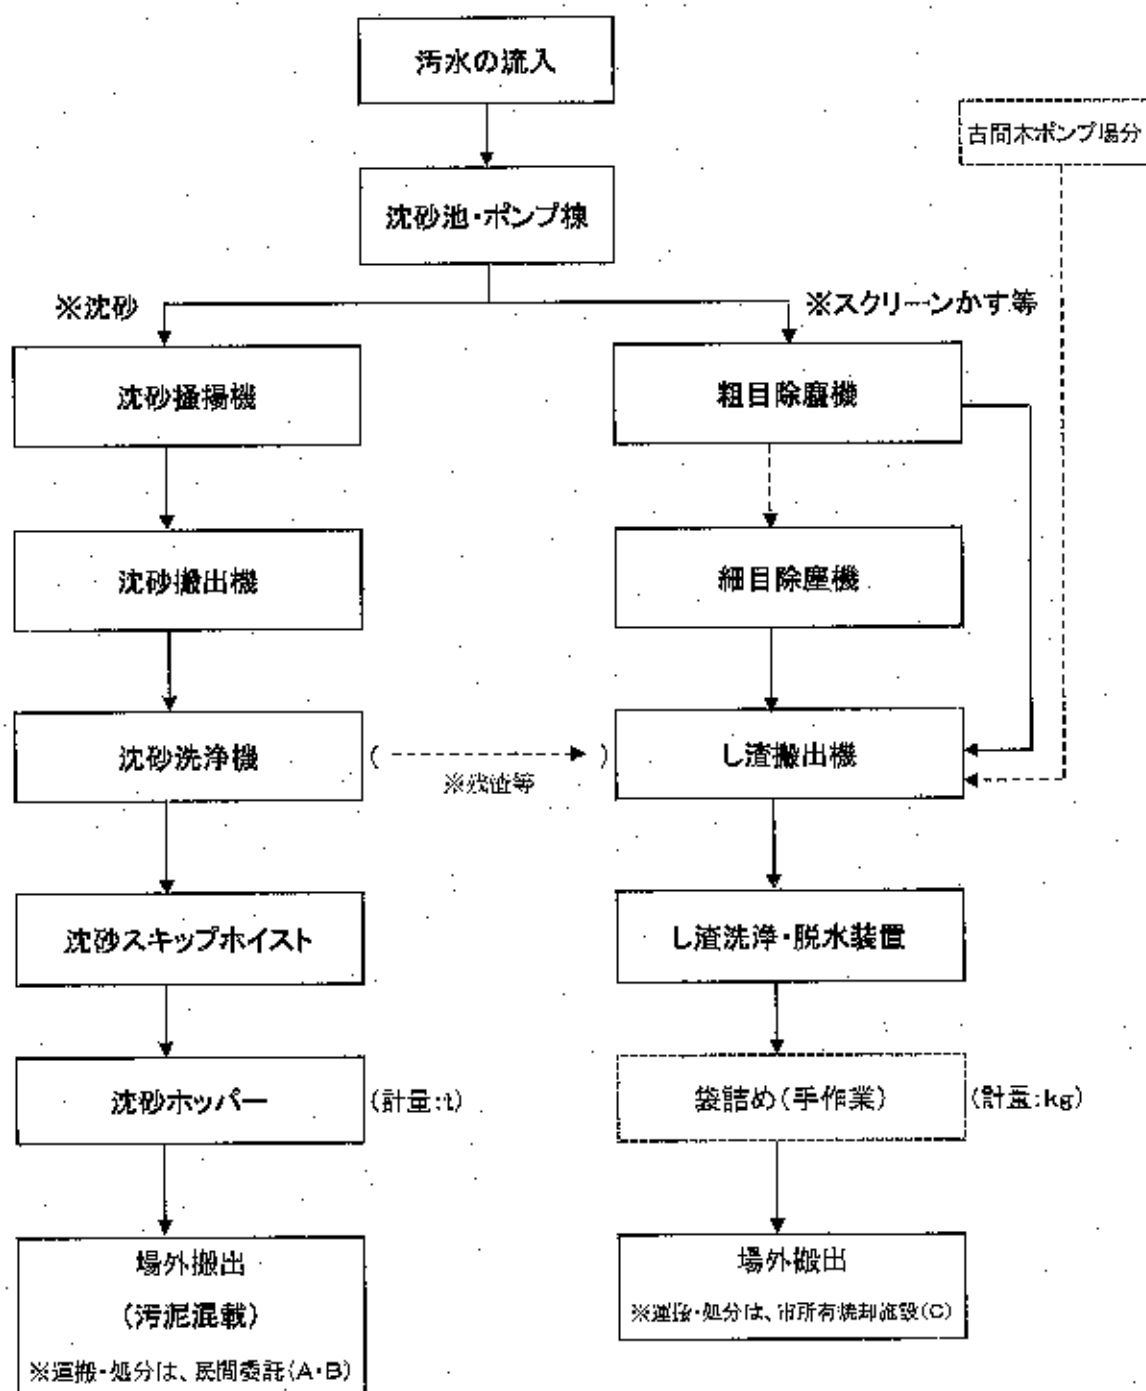 汚水の流入
古間木ポンプ場分
沈砂池・ポンプ棟
※沈砂
※スクリーンかす等
沈砂掻揚機
粗目除塵機
沈砂搬出機
細目除塵機
沈砂洗浄機
(
)
し渣搬出機
※残渣等
沈砂スキップホイスト
し渣洗浄・脱水装置
沈砂ホッパー
(計量:t)
袋詰め(手作業)
(計量:kg)
場外搬出
(汚泥混載)
※運搬・処分は、民間委託(A・B)
場外搬出
※運搬・処分は、市所有焼却施設(C)